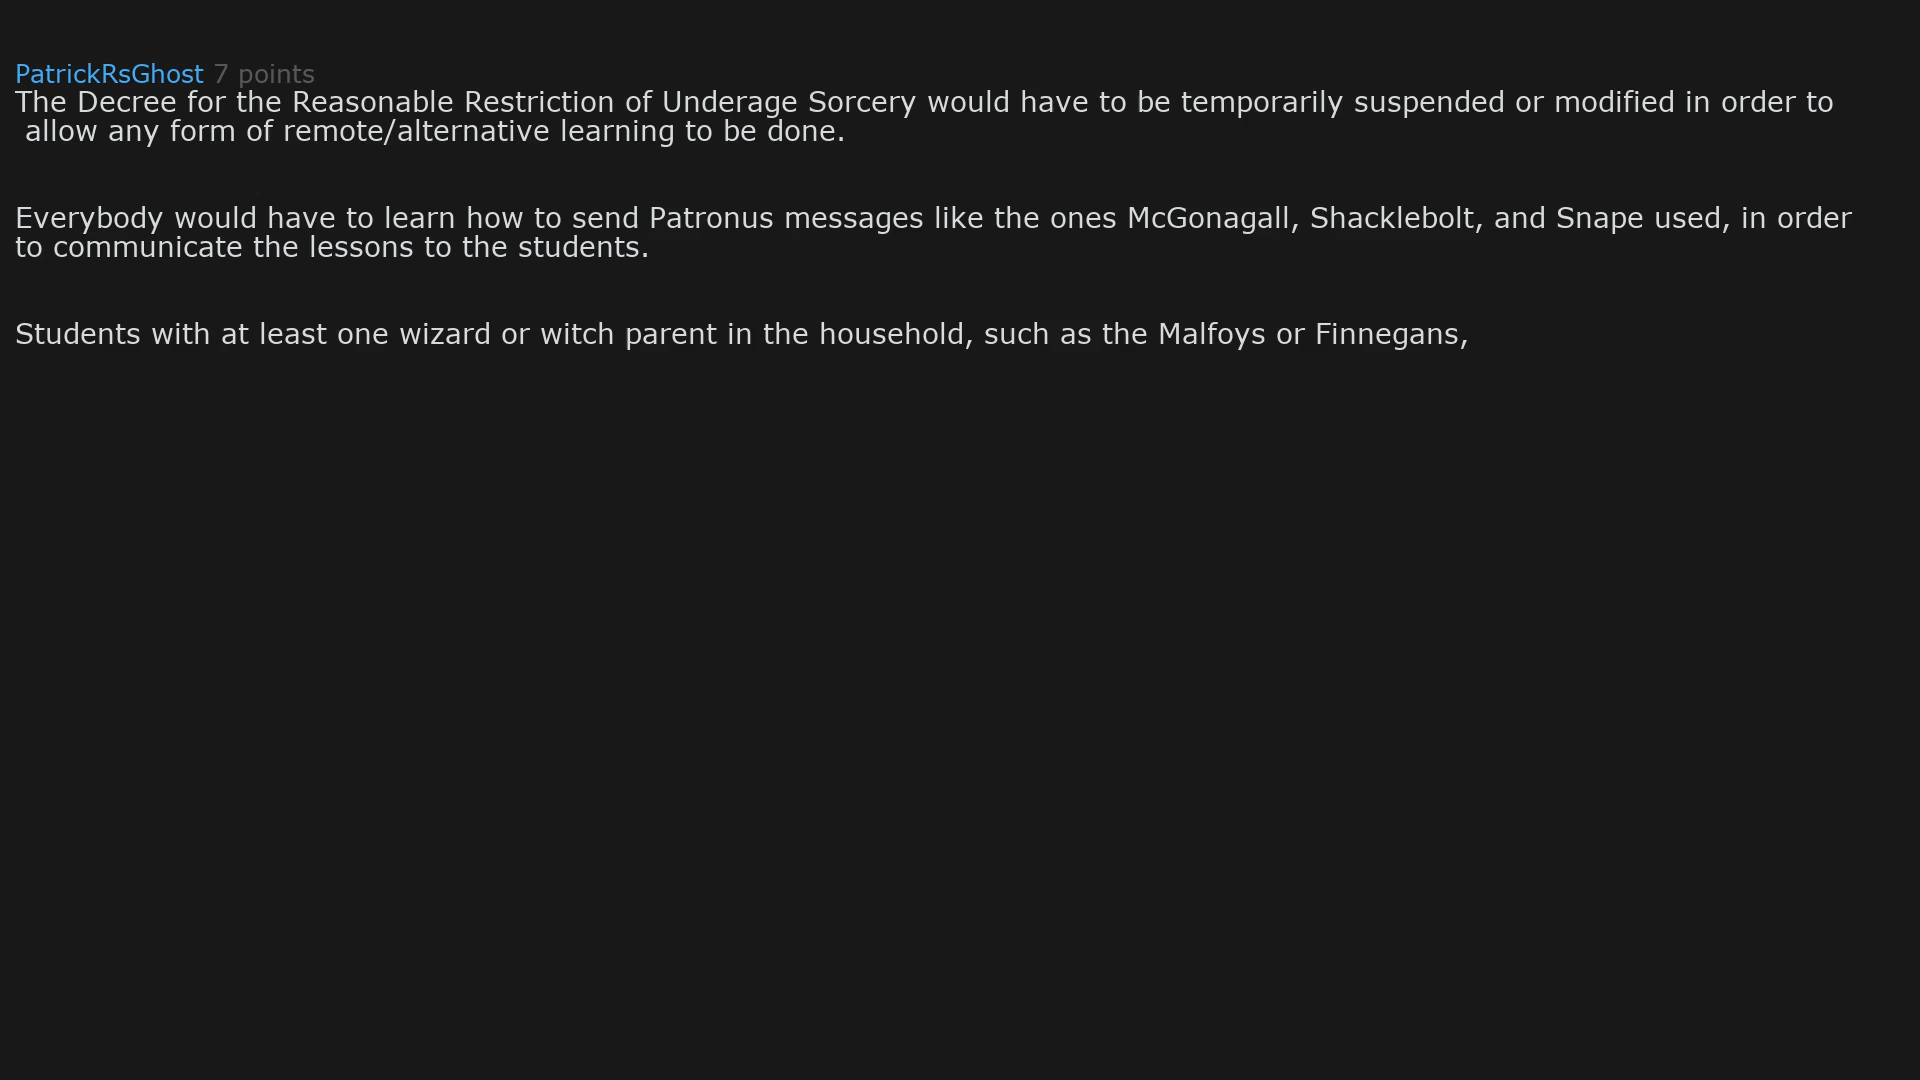 PatrickRsGhost 7 points
The Decree for the Reasonable Restriction of Underage Sorcery would have to be temporarily suspended or modified in order to
allow any form of remote/alternative learning to be done.
Everybody would have to learn how to send Patronus messages like the ones McGonagall, Shacklebolt, and Snape used, in order
to communicate the lessons to the students.
Students with at least one wizard or witch parent in the household, such as the Malfoys or Finnegans,